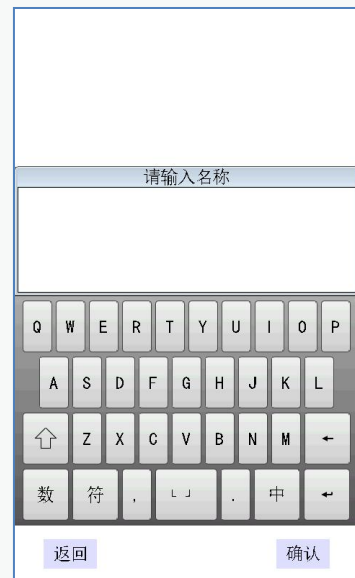 请输入名称
Q W E R T Y U I O P
A S D F G H J K L
Z X C V B N M ←
数 符 , . 中 ↵
返回 确认